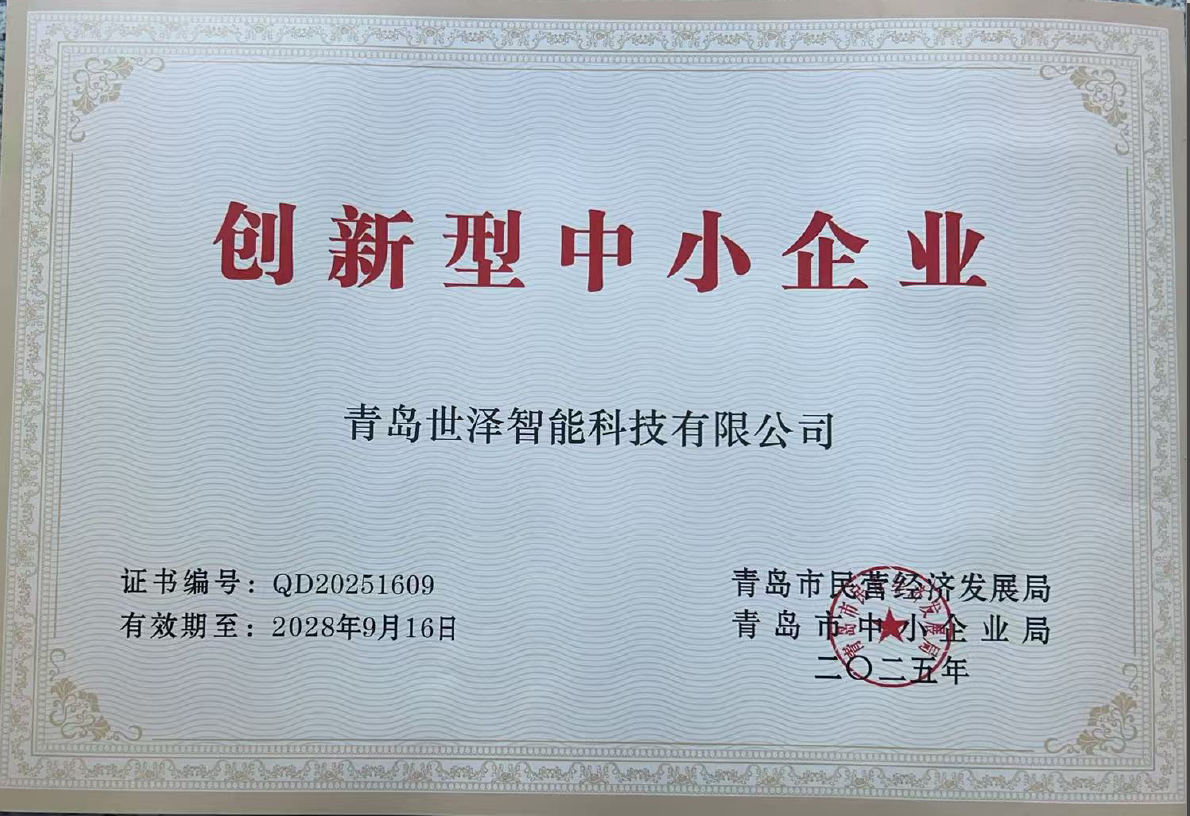 创新型中小企业
青岛世泽智能科技有限公司
证书编号：QD20251609
有效期至：2028年9月16日
青岛市民营经济发展局
青岛市中小企业局
二〇二五年